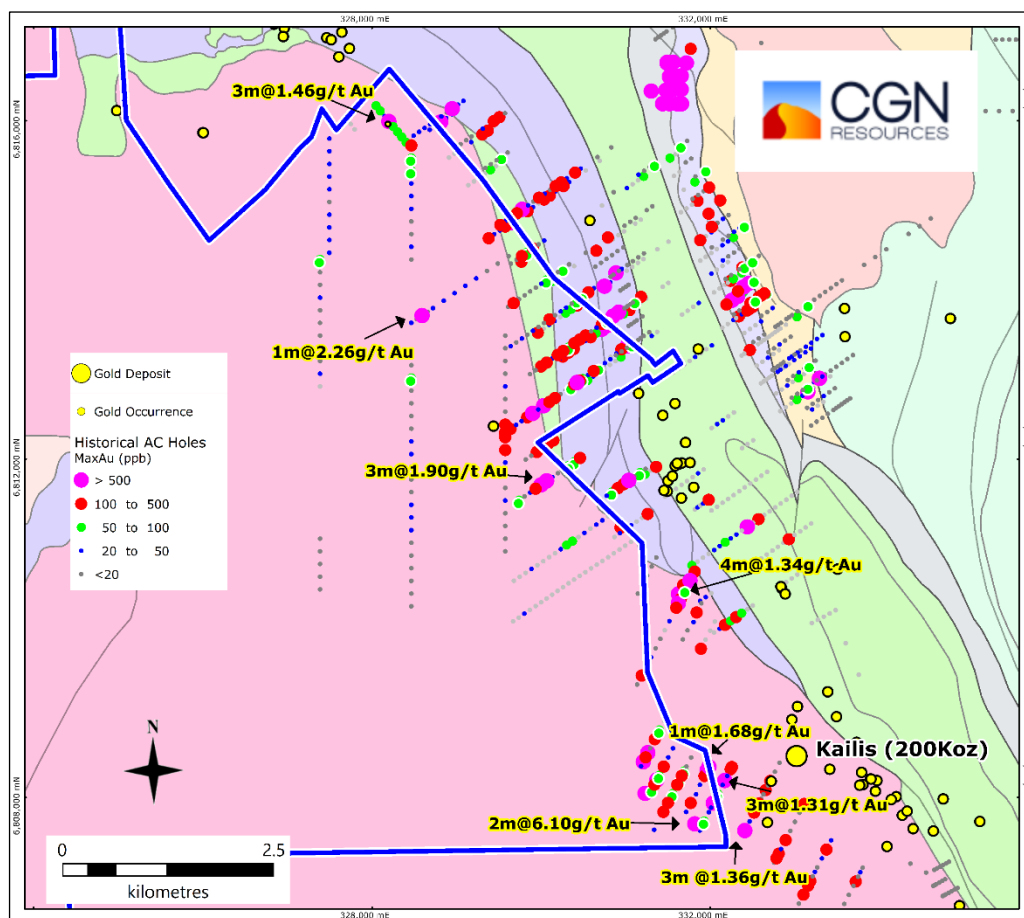 328,000 mE
332,000 mE
6,816,000 mN
3m@1.46g/t Au
CGN
RESOURCES
1m@2.26g/t Au
Gold Deposit
Gold Occurrence
Historical AC Holes
MaxAu (ppb)
> 500
100 to 500
50 to 100
20 to 50
<20
6,812,000 mN
3m@1.90g/t Au
4m@1.34g/t Au
N
1m@1.68g/t Au
Kailis (200Koz)
3m@1.31g/t Au
6,808,000 mN
2m@6.10g/t Au
3m @1.36g/t Au
0 2.5
kilometres
328,000 mE
332,000 mE